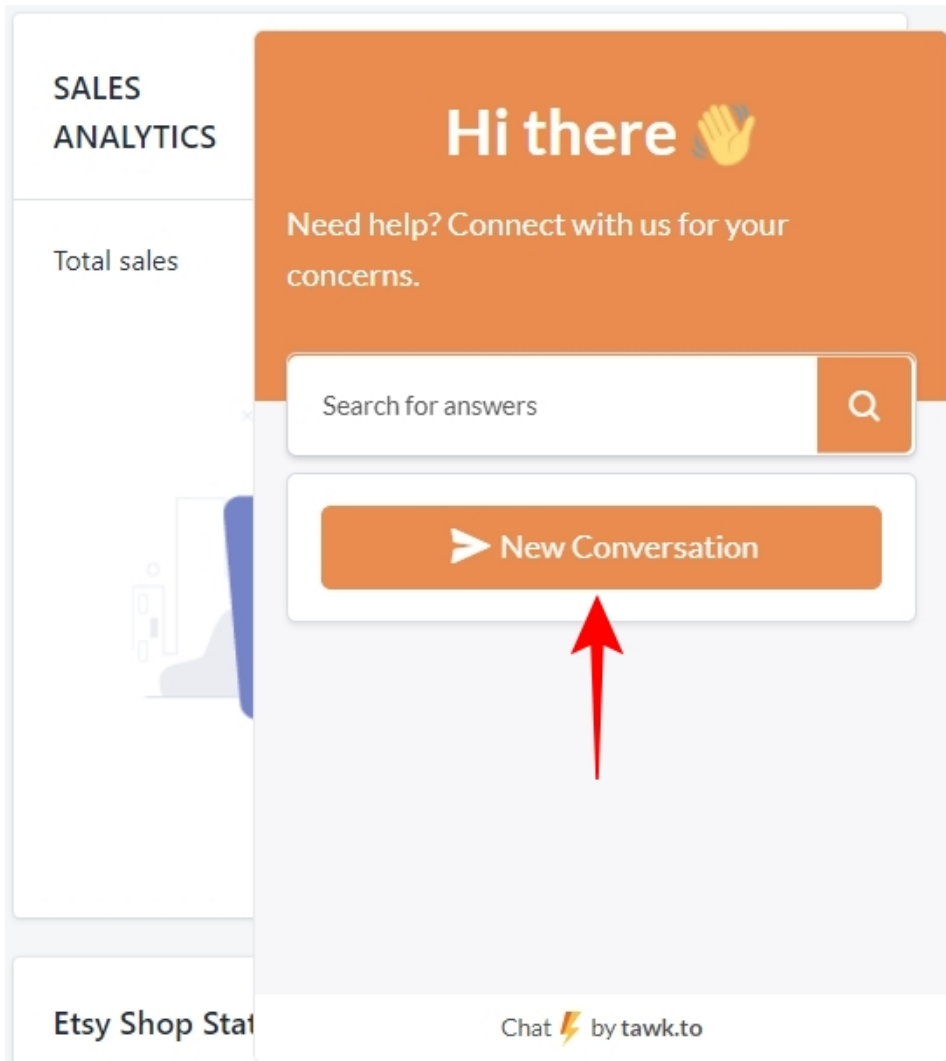 SALES
ANALYTICS
Total sales
Hi there 👋
Need help? Connect with us for your
concerns.
Search for answers
New Conversation
Etsy Shop
Chat by tawk.to